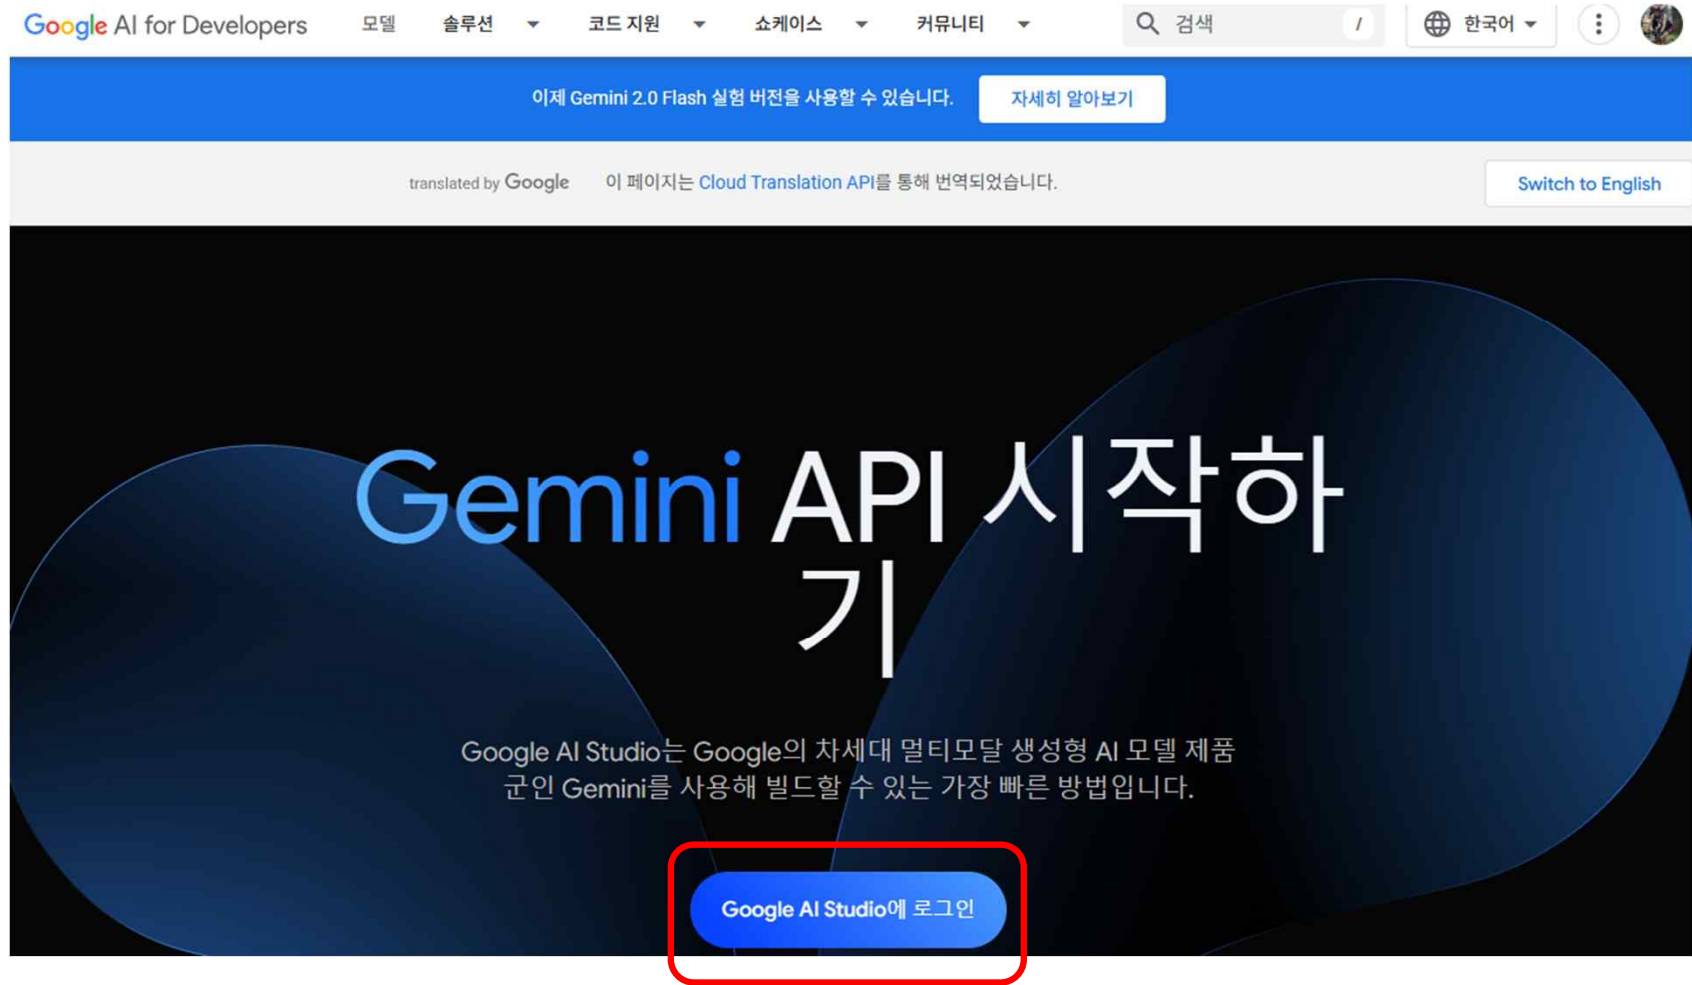 Google AI for Developers 모델 솔루션 코드 지원 쇼케이스 커뮤니티 검색 / 한국어
이제 Gemini 2.0 Flash 실험 버전을 사용할 수 있습니다. 자세히 알아보기
translated by Google 이 페이지는 Cloud Translation API를 통해 번역되었습니다. Switch to English
Gemini API 시작하
기
Google AI Studio는 Google의 차세대 멀티모달 생성형 AI 모델 제품
군인 Gemini를 사용해 빌드할 수 있는 가장 빠른 방법입니다.
Google AI Studio에 로그인